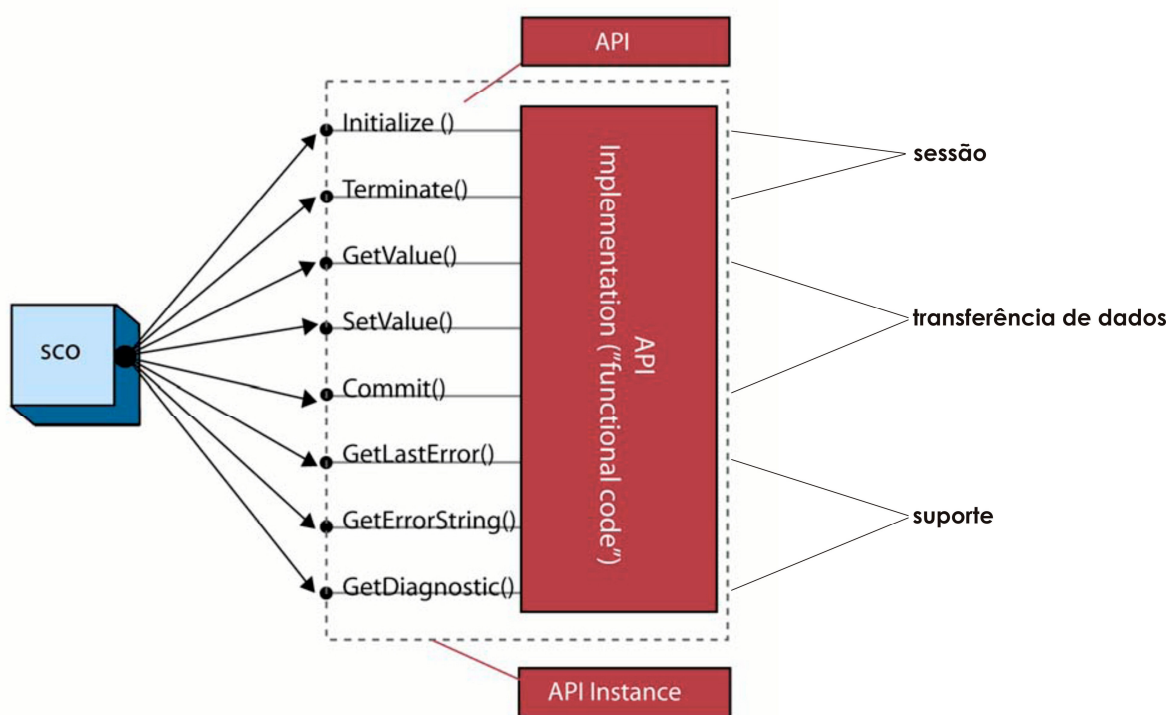 API
Initialize ()
Terminate()
GetValue()
SetValue()
Commit()
GetLastError()
GetErrorString()
GetDiagnostic()
SCO
API
Implementation ("functional code")
sessão
transferência de dados
suporte
API Instance